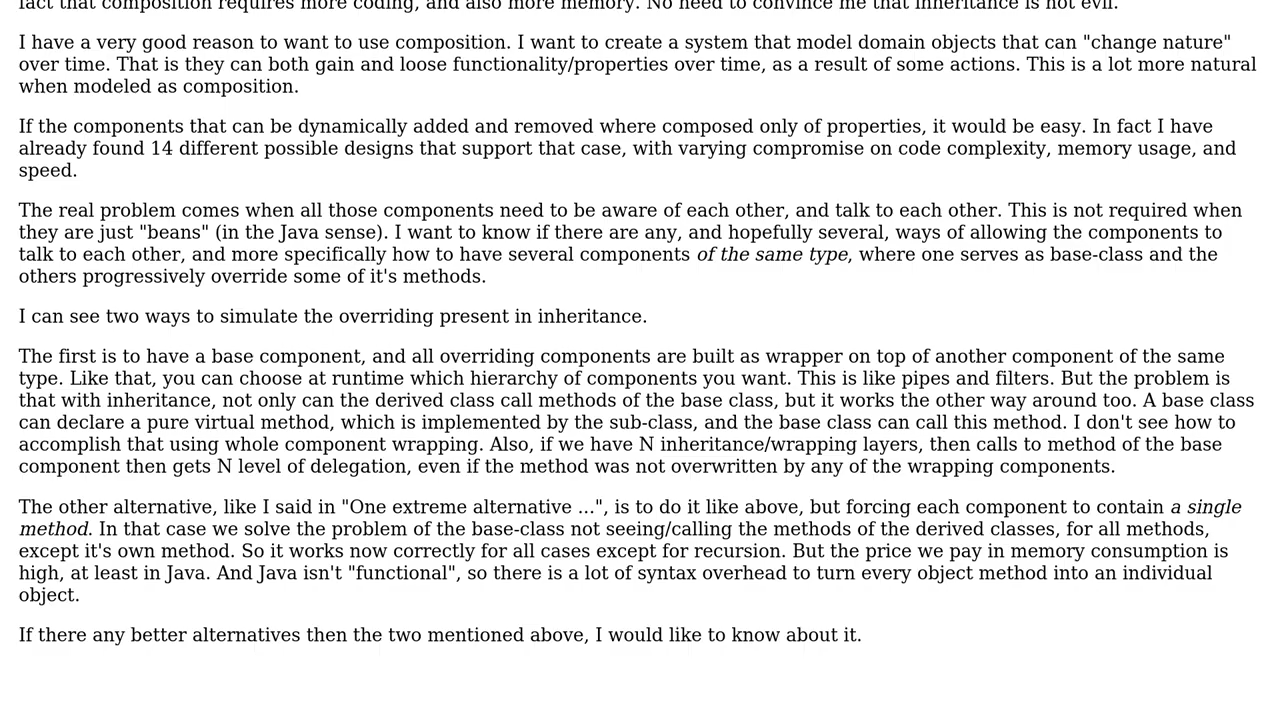 fact that composition requires more coding, and also more memory. No need to convince me that inheritance is not evil.
I have a very good reason to want to use composition. I want to create a system that model domain objects that can "change nature"
over time. That is they can both gain and loose functionality/properties over time, as a result of some actions. This is a lot more natural
when modeled as composition.
If the components that can be dynamically added and removed where composed only of properties, it would be easy. In fact I have
already found 14 different possible designs that support that case, with varying compromise on code complexity, memory usage, and
speed.
The real problem comes when all those components need to be aware of each other, and talk to each other. This is not required when
they are just "beans" (in the Java sense). I want to know if there are any, and hopefully several, ways of allowing the components to
talk to each other, and more specifically how to have several components of the same type, where one serves as base-class and the
others progressively override some of it's methods.
I can see two ways to simulate the overriding present in inheritance.
The first is to have a base component, and all overriding components are built as wrapper on top of another component of the same
type. Like that, you can choose at runtime which hierarchy of components you want. This is like pipes and filters. But the problem is
that with inheritance, not only can the derived class call methods of the base class, but it works the other way around too. A base class
can declare a pure virtual method, which is implemented by the sub-class, and the base class can call this method. I don't see how to
accomplish that using whole component wrapping. Also, if we have N inheritance/wrapping layers, then calls to method of the base
component then gets N level of delegation, even if the method was not overwritten by any of the wrapping components.
The other alternative, like I said in "One extreme alternative ...", is to do it like above, but forcing each component to contain a single
method. In that case we solve the problem of the base-class not seeing/calling the methods of the derived classes, for all methods,
except it's own method. So it works now correctly for all cases except for recursion. But the price we pay in memory consumption is
high, at least in Java. And Java isn't "functional", so there is a lot of syntax overhead to turn every object method into an individual
object.
If there any better alternatives then the two mentioned above, I would like to know about it.